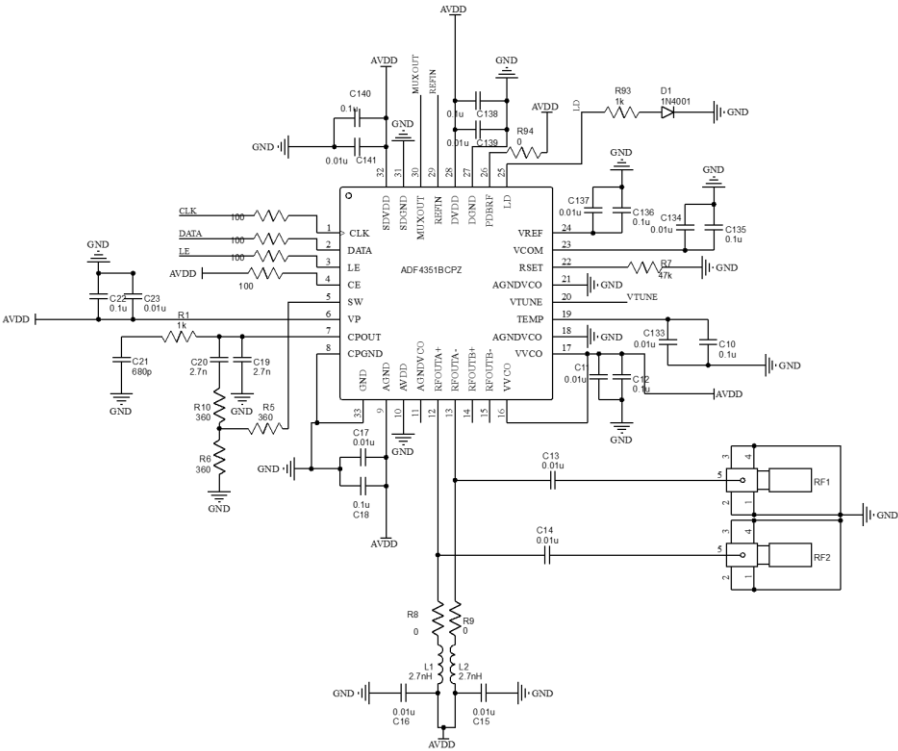 AVDD
AVDD
MUXOUT
REFIN
GND
C140
0.1u
GND
C141
0.01u
GND
0.1u
C138
0.01u
C139
AVDD
R94
0
LD
R93
1k
D1
1N4001
GND
32
31
30
29
28
27
26
25
SDVDD
SDGND
MUXOUT
REFIN
DVDD
DGND
PDBRF
LD
CLK
100
DATA
100
LE
100
AVDD
100
1
CLK
2
DATA
3
LE
4
CE
5
SW
6
VP
7
CPOUT
8
CPGND
ADF4351BCPZ
VREF
24
VCOM
23
RSET
22
AGNDVCO
21
VTUNE
20
TEMP
19
AGNDVCO
18
VVCO
17
GND
C137
0.01u
C136
0.1u
GND
C134
0.01u
C135
0.1u
R7
47k
GND
GND
VTUNE
GND
C133
0.01u
C10
0.1u
GND
C11
0.01u
C12
0.1u
AVDD
GND
GND
C22
0.1u
C23
0.01u
AVDD
R1
1k
C21
680p
GND
C20
2.7n
C19
2.7n
GND
R10
360
R5
360
R6
360
GND
GND
AGND
AVDD
AGNDVCO
RFOUTA+
RFOUTA-
RFOUTB+
RFOUTB-
VVCO
33
9
10
11
12
13
14
15
16
GND
C17
0.01u
GND
0.1u
C18
AVDD
C13
0.01u
C14
0.01u
3
4
5
2
1
RF1
GND
3
4
5
2
1
RF2
R8
0
R9
0
L1
2.7nH
L2
2.7nH
GND
0.01u
C16
0.01u
C15
GND
AVDD